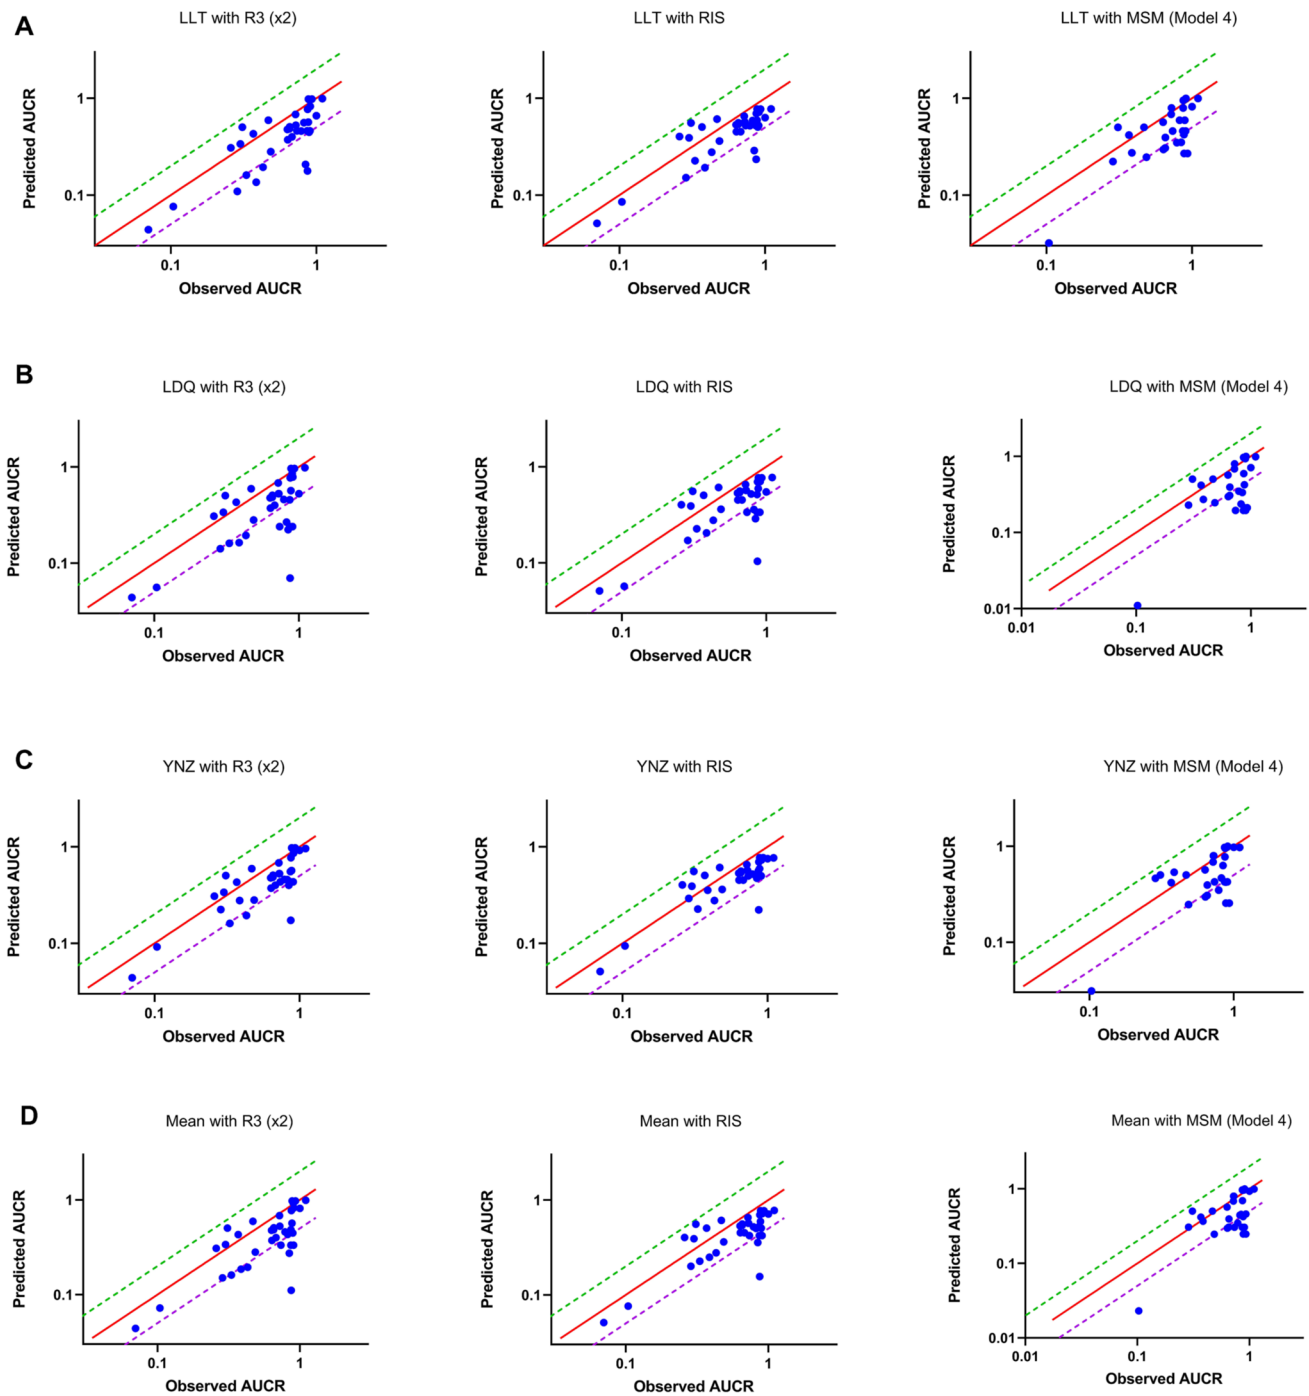 A
LLT with R3 (x2)
LLT with RIS
LLT with MSM (Model 4)
Predicted AUCR
1
0.1
0.1
1
Observed AUCR
Predicted AUCR
1
0.1
0.1
1
Observed AUCR
Predicted AUCR
1
0.1
0.1
1
Observed AUCR
B
LDQ with R3 (x2)
LDQ with RIS
LDQ with MSM (Model 4)
Predicted AUCR
1
0.1
0.1
1
Observed AUCR
Predicted AUCR
1
0.1
0.1
1
Observed AUCR
Predicted AUCR
1
0.1
0.01
0.01
0.1
1
Observed AUCR
C
YNZ with R3 (x2)
YNZ with RIS
YNZ with MSM (Model 4)
Predicted AUCR
1
0.1
0.1
1
Observed AUCR
Predicted AUCR
1
0.1
0.1
1
Observed AUCR
Predicted AUCR
1
0.1
0.1
1
Observed AUCR
D
Mean with R3 (x2)
Mean with RIS
Mean with MSM (Model 4)
Predicted AUCR
1
0.1
0.1
1
Observed AUCR
Predicted AUCR
1
0.1
0.1
1
Observed AUCR
Predicted AUCR
1
0.1
0.01
0.01
0.1
1
Observed AUCR